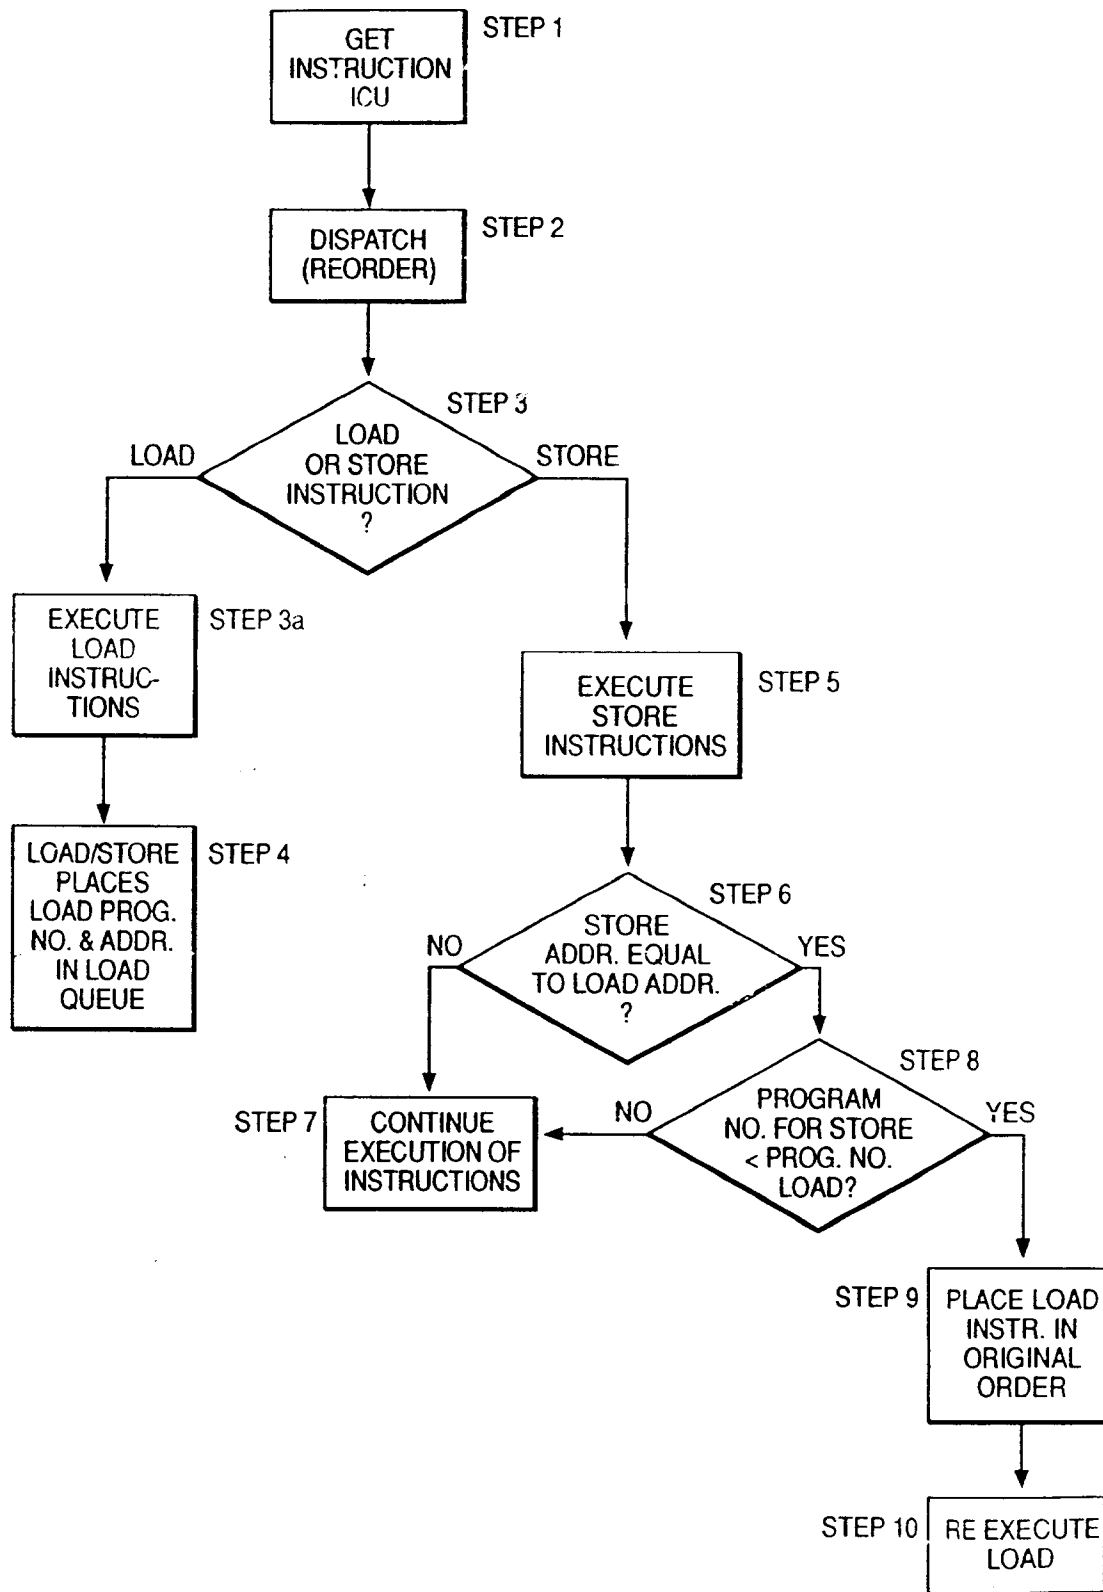 STEP 1
GET
INSTRUCTION
ICU
STEP 2
DISPATCH
(REORDER)
STEP 3
LOAD
OR STORE
INSTRUCTION
?
LOAD
STORE
EXECUTE
LOAD
INSTRUC-
TIONS
STEP 3a
EXECUTE
STORE
INSTRUCTIONS
STEP 5
LOAD/STORE
PLACES
LOAD PROG.
NO. & ADDR.
IN LOAD
QUEUE
STEP 4
STEP 6
STORE
ADDR. EQUAL
TO LOAD ADDR.
?
NO
YES
STEP 8
PROGRAM
NO. FOR STORE
< PROG. NO.
LOAD?
NO
YES
STEP 7
CONTINUE
EXECUTION OF
INSTRUCTIONS
STEP 9
PLACE LOAD
INSTR. IN
ORIGINAL
ORDER
STEP 10
RE EXECUTE
LOAD